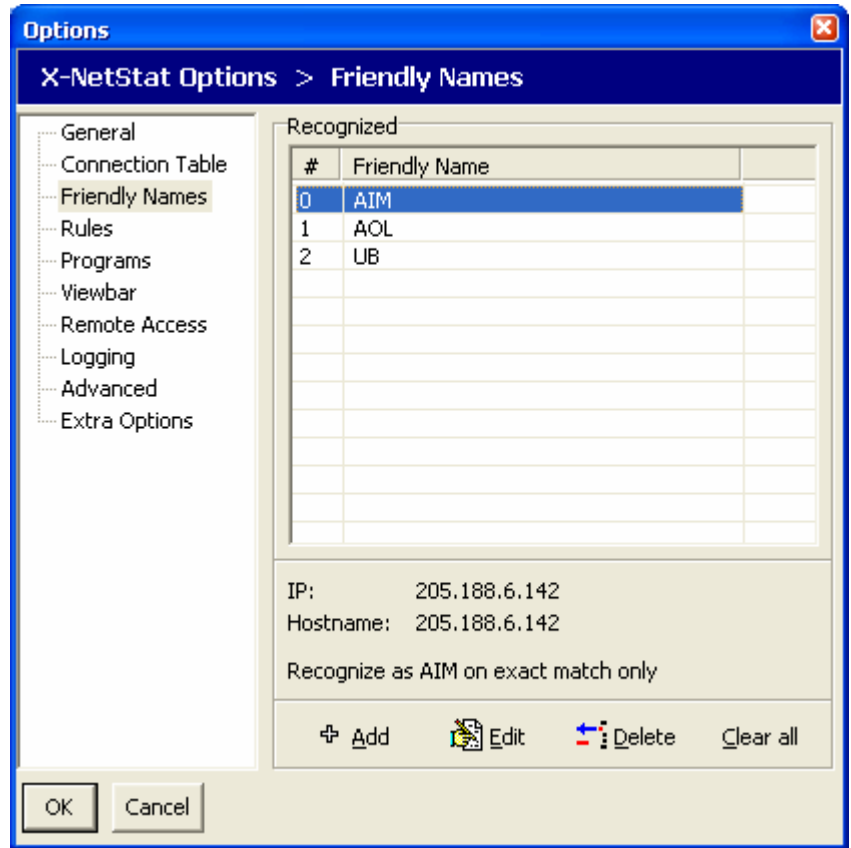 Options
X-NetStat Options > Friendly Names
General
Connection Table
Friendly Names
Rules
Programs
Viewbar
Remote Access
Logging
Advanced
Extra Options
Recognized
# Friendly Name
0 AIM
1 AOL
2 UB
IP: 205.188.6.142
Hostname: 205.188.6.142
Recognize as AIM on exact match only
Add Edit Delete Clear all
OK Cancel